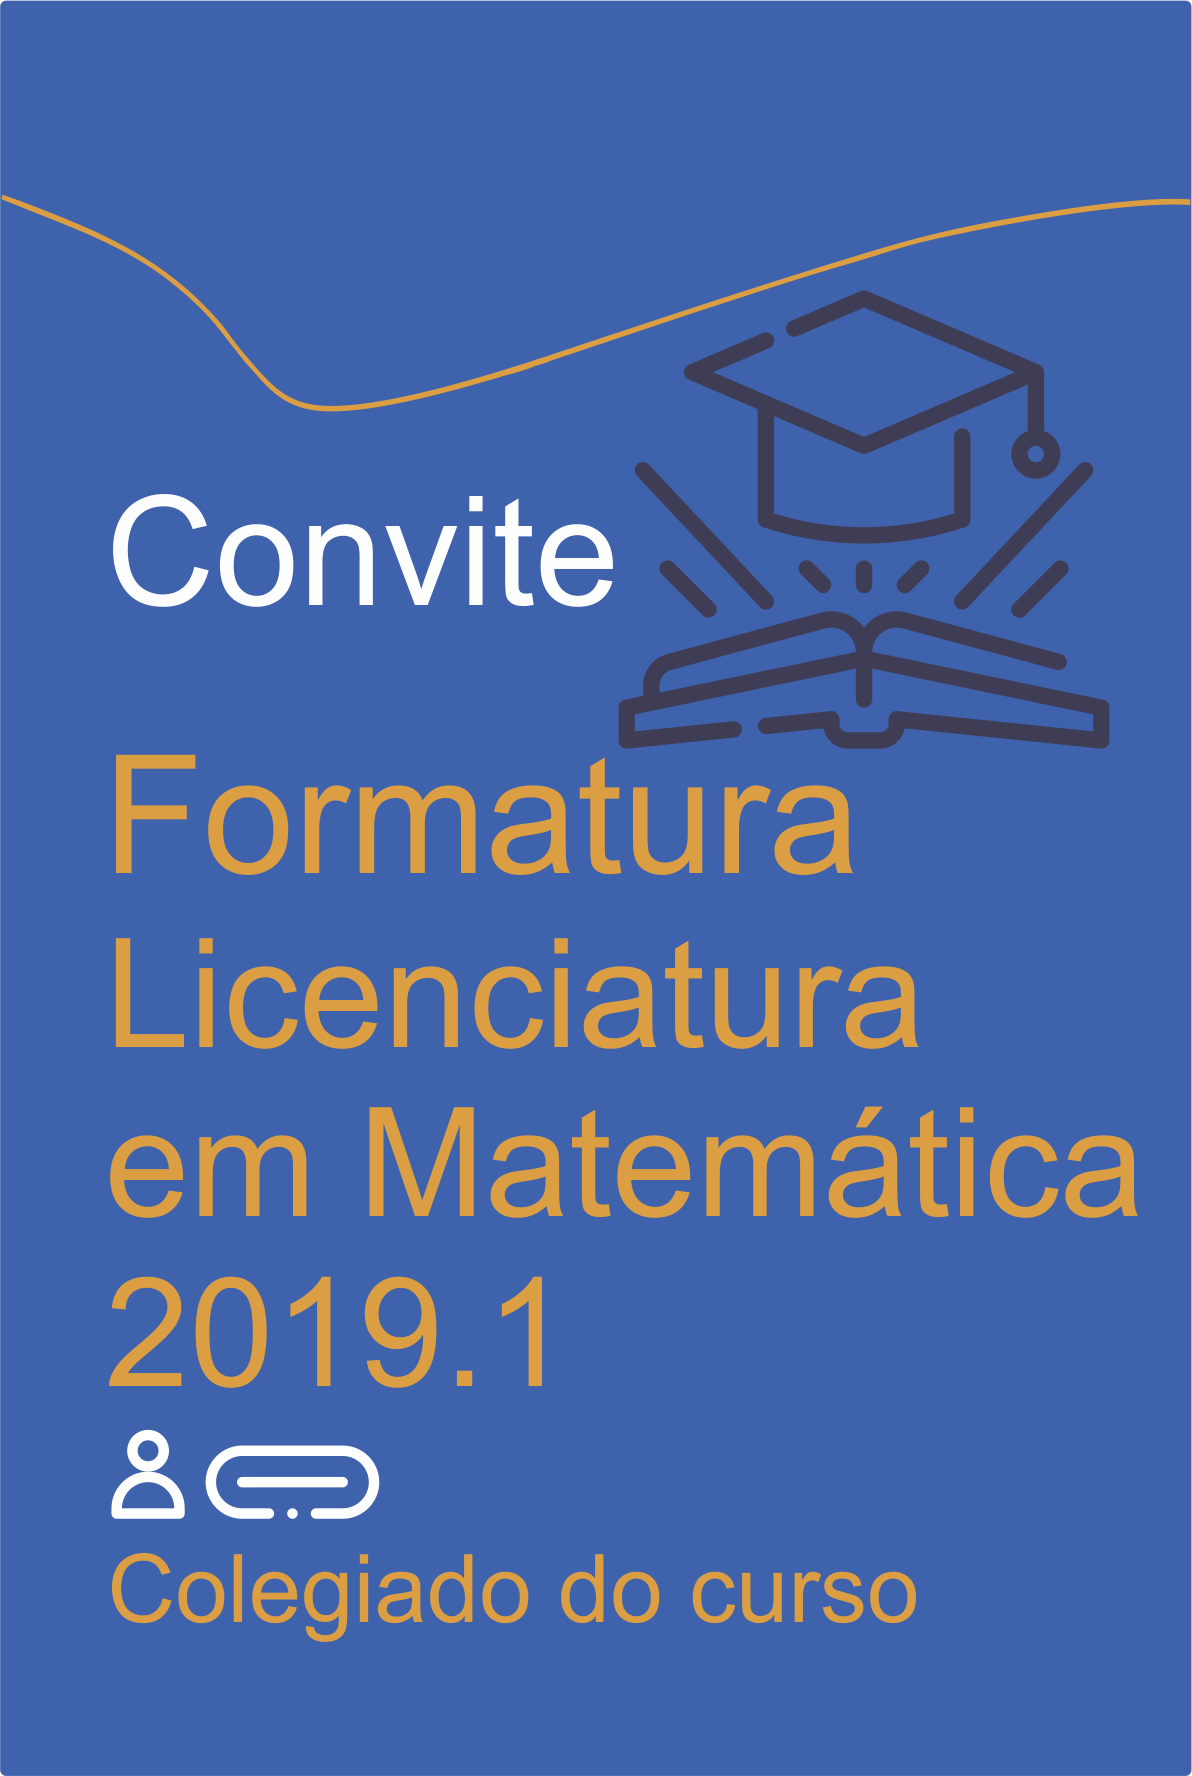 Convite
Formatura
Licenciatura
em Matemática
2019.1
Colegiado do curso